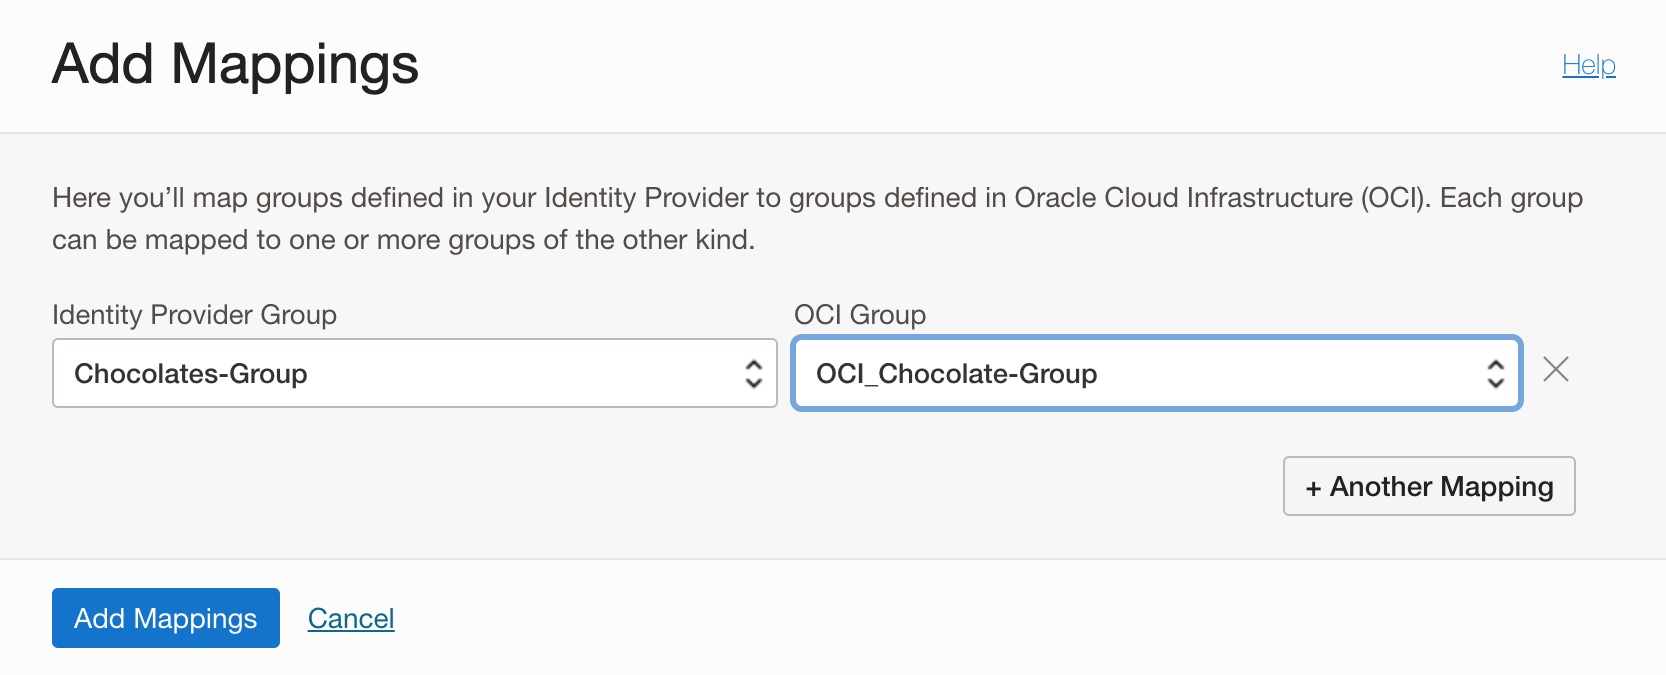 Add Mappings
Help
Here you’ll map groups defined in your Identity Provider to groups defined in Oracle Cloud Infrastructure (OCI). Each group
can be mapped to one or more groups of the other kind.
Identity Provider Group
OCI Group
Chocolates-Group
OCI_Chocolate-Group
+ Another Mapping
Add Mappings
Cancel